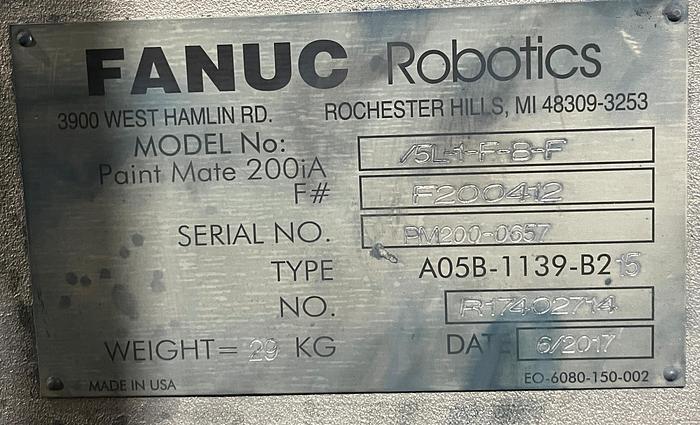 FANUC Robotics
3900 WEST HAMLIN RD. ROCHESTER HILLS, MI 48309-3253
MODEL No: /5L-1-F-8-F
Paint Mate 200iA
F# F200412
SERIAL NO. PM200-0657
TYPE A05B-1139-B215
NO. R17402714
WEIGHT= 29 KG DATE 6/2017
MADE IN USA EO-6080-150-002